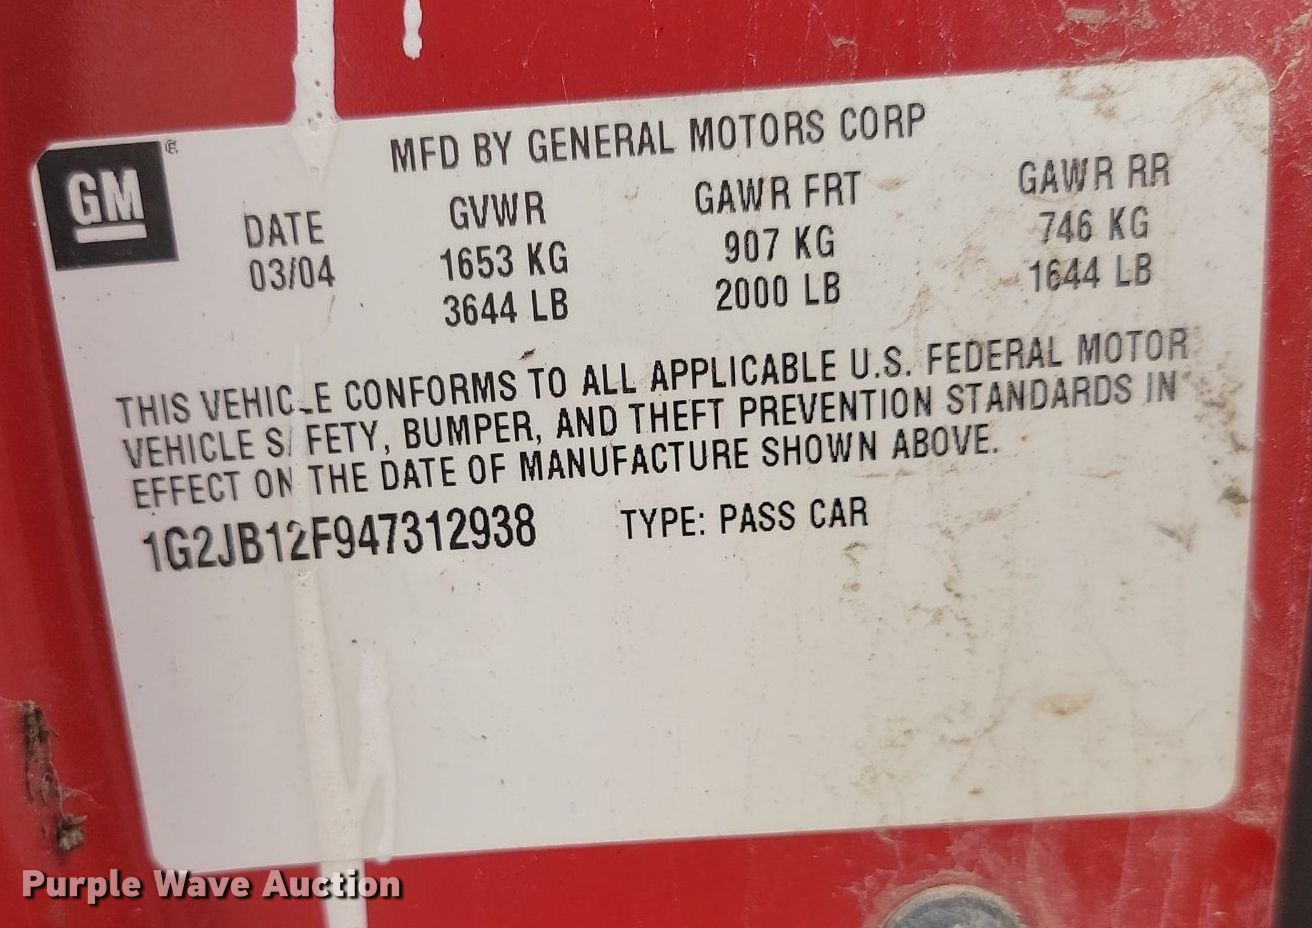 GM ®
MFD BY GENERAL MOTORS CORP
DATE GVWR GAWR FRT GAWR RR
03/04 1653 KG 907 KG 746 KG
3644 LB 2000 LB 1644 LB
THIS VEHICLE CONFORMS TO ALL APPLICABLE U.S. FEDERAL MOTOR
VEHICLE SAFETY, BUMPER, AND THEFT PREVENTION STANDARDS IN
EFFECT ON THE DATE OF MANUFACTURE SHOWN ABOVE.
1G2JB12F947312938 TYPE: PASS CAR
Purple Wave Auction